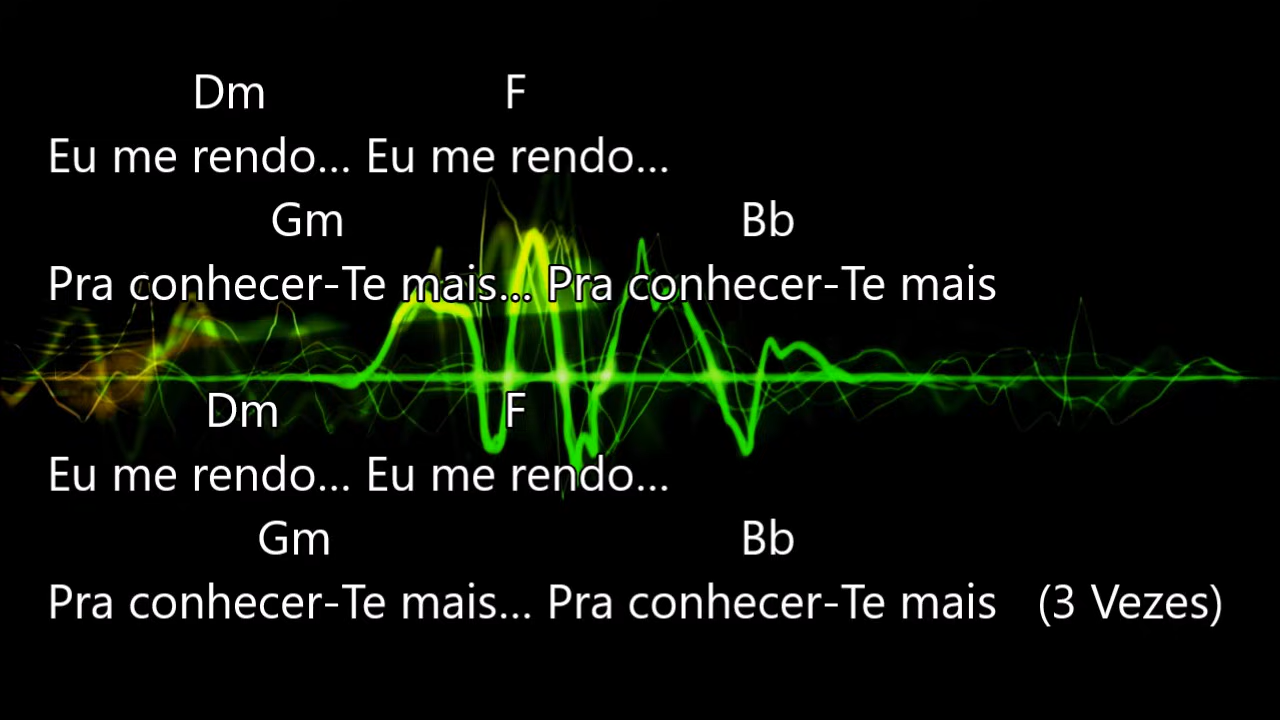 Dm F
Eu me rendo... Eu me rendo...
Gm Bb
Pra conhecer-Te mais... Pra conhecer-Te mais
Dm F
Eu me rendo... Eu me rendo...
Gm Bb
Pra conhecer-Te mais... Pra conhecer-Te mais (3 Vezes)